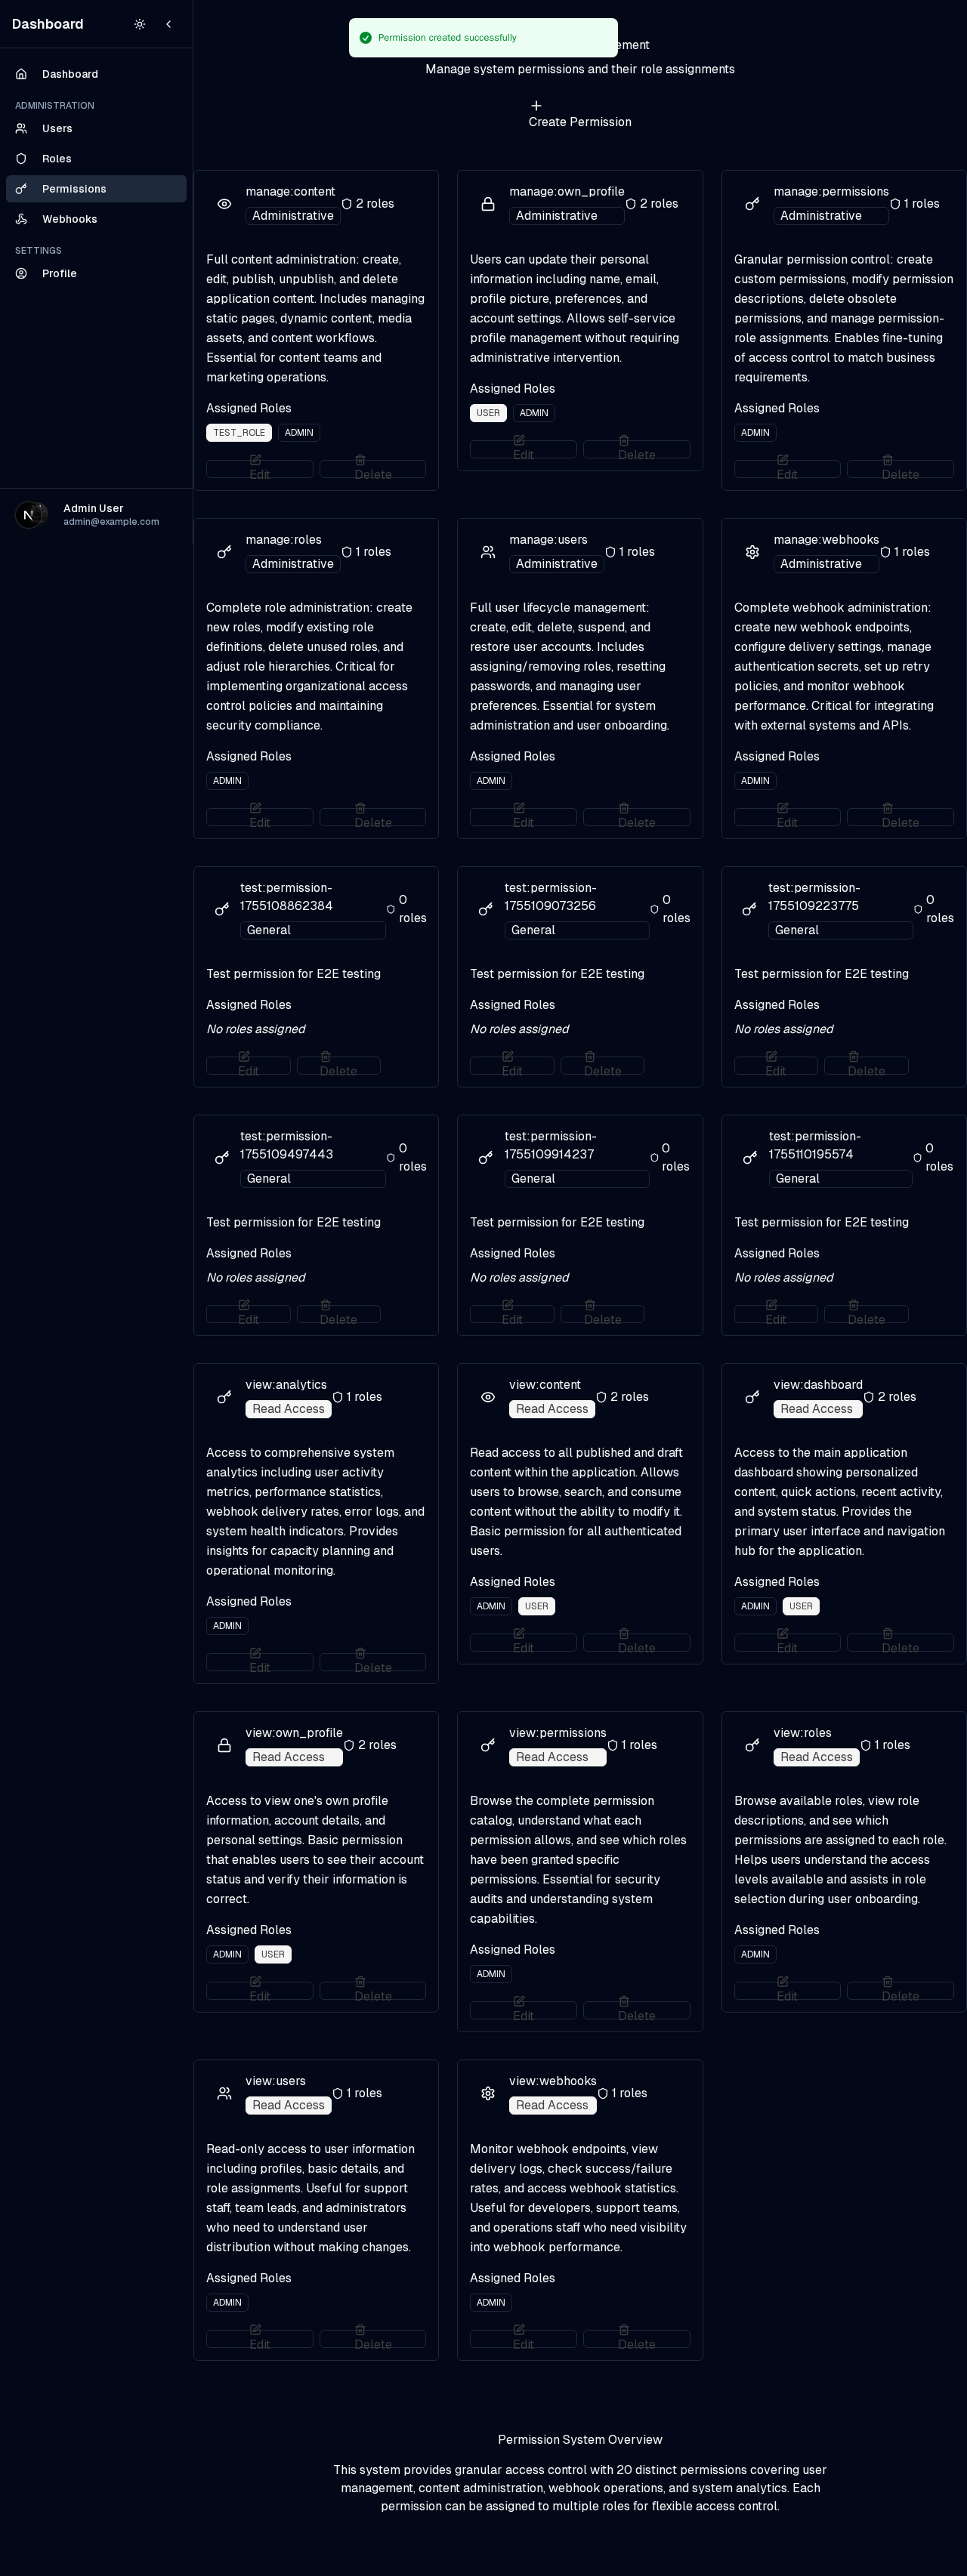 Dashboard
Dashboard
ADMINISTRATION
Users
Roles
Permissions
Webhooks
SETTINGS
Profile
Admin User
admin@example.com
Permission created successfully
Manage system permissions and their role assignments
Create Permission
manage:content
Administrative
2 roles
Full content administration: create,
edit, publish, unpublish, and delete
application content. Includes managing
static pages, dynamic content, media
assets, and content workflows.
Essential for content teams and
marketing operations.
Assigned Roles
TEST_ROLE ADMIN
Edit Delete
manage:own_profile
Administrative
2 roles
Users can update their personal
information including name, email,
profile picture, preferences, and
account settings. Allows self-service
profile management without requiring
administrative intervention.
Assigned Roles
USER ADMIN
Edit Delete
manage:permissions
Administrative
1 roles
Granular permission control: create
custom permissions, modify permission
descriptions, delete obsolete
permissions, and manage permission-
role assignments. Enables fine-tuning
of access control to match business
requirements.
Assigned Roles
ADMIN
Edit Delete
manage:roles
Administrative
1 roles
Complete role administration: create
new roles, modify existing role
definitions, delete unused roles, and
adjust role hierarchies. Critical for
implementing organizational access
control policies and maintaining
security compliance.
Assigned Roles
ADMIN
Edit Delete
manage:users
Administrative
1 roles
Full user lifecycle management:
create, edit, delete, suspend, and
restore user accounts. Includes
assigning/removing roles, resetting
passwords, and managing user
preferences. Essential for system
administration and user onboarding.
Assigned Roles
ADMIN
Edit Delete
manage:webhooks
Administrative
1 roles
Complete webhook administration:
create new webhook endpoints,
configure delivery settings, manage
authentication secrets, set up retry
policies, and monitor webhook
performance. Critical for integrating
with external systems and APIs.
Assigned Roles
ADMIN
Edit Delete
test:permission-
1755108862384
General
0
roles
Test permission for E2E testing
Assigned Roles
No roles assigned
Edit Delete
test:permission-
1755109073256
General
0
roles
Test permission for E2E testing
Assigned Roles
No roles assigned
Edit Delete
test:permission-
1755109223775
General
0
roles
Test permission for E2E testing
Assigned Roles
No roles assigned
Edit Delete
test:permission-
1755109497443
General
0
roles
Test permission for E2E testing
Assigned Roles
No roles assigned
Edit Delete
test:permission-
1755109914237
General
0
roles
Test permission for E2E testing
Assigned Roles
No roles assigned
Edit Delete
test:permission-
1755110195574
General
0
roles
Test permission for E2E testing
Assigned Roles
No roles assigned
Edit Delete
view:analytics
Read Access
1 roles
Access to comprehensive system
analytics including user activity
metrics, performance statistics,
webhook delivery rates, error logs, and
system health indicators. Provides
insights for capacity planning and
operational monitoring.
Assigned Roles
ADMIN
Edit Delete
view:content
Read Access
2 roles
Read access to all published and draft
content within the application. Allows
users to browse, search, and consume
content without the ability to modify it.
Basic permission for all authenticated
users.
Assigned Roles
ADMIN USER
Edit Delete
view:dashboard
Read Access
2 roles
Access to the main application
dashboard showing personalized
content, quick actions, recent activity,
and system status. Provides the
primary user interface and navigation
hub for the application.
Assigned Roles
ADMIN USER
Edit Delete
view:own_profile
Read Access
2 roles
Access to view one's own profile
information, account details, and
personal settings. Basic permission
that enables users to see their account
status and verify their information is
correct.
Assigned Roles
ADMIN USER
Edit Delete
view:permissions
Read Access
1 roles
Browse the complete permission
catalog, understand what each
permission allows, and see which roles
have been granted specific
permissions. Essential for security
audits and understanding system
capabilities.
Assigned Roles
ADMIN
Edit Delete
view:roles
Read Access
1 roles
Browse available roles, view role
descriptions, and see which
permissions are assigned to each role.
Helps users understand the access
levels available and assists in role
selection during user onboarding.
Assigned Roles
ADMIN
Edit Delete
view:users
Read Access
1 roles
Read-only access to user information
including profiles, basic details, and
role assignments. Useful for support
staff, team leads, and administrators
who need to understand user
distribution without making changes.
Assigned Roles
ADMIN
Edit Delete
view:webhooks
Read Access
1 roles
Monitor webhook endpoints, view
delivery logs, check success/failure
rates, and access webhook statistics.
Useful for developers, support teams,
and operations staff who need visibility
into webhook performance.
Assigned Roles
ADMIN
Edit Delete
Permission System Overview
This system provides granular access control with 20 distinct permissions covering user
management, content administration, webhook operations, and system analytics. Each
permission can be assigned to multiple roles for flexible access control.